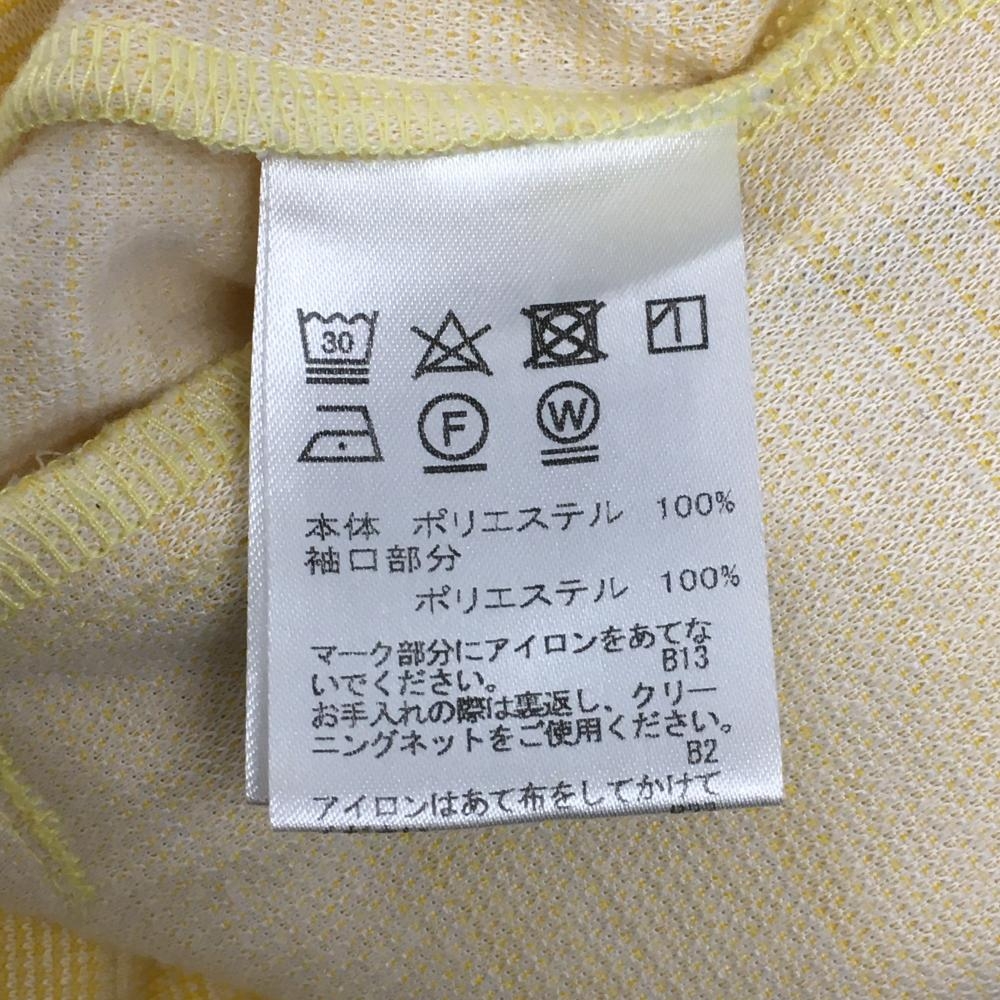 30
F W
本体 ポリエステル 100%
袖口部分
ポリエステル 100%
マーク部分にアイロンをあてな
いでください。 B13
お手入れの際は裏返し、クリー
ニングネットをご使用ください。
B2
アイロンはあて布をしてかけて